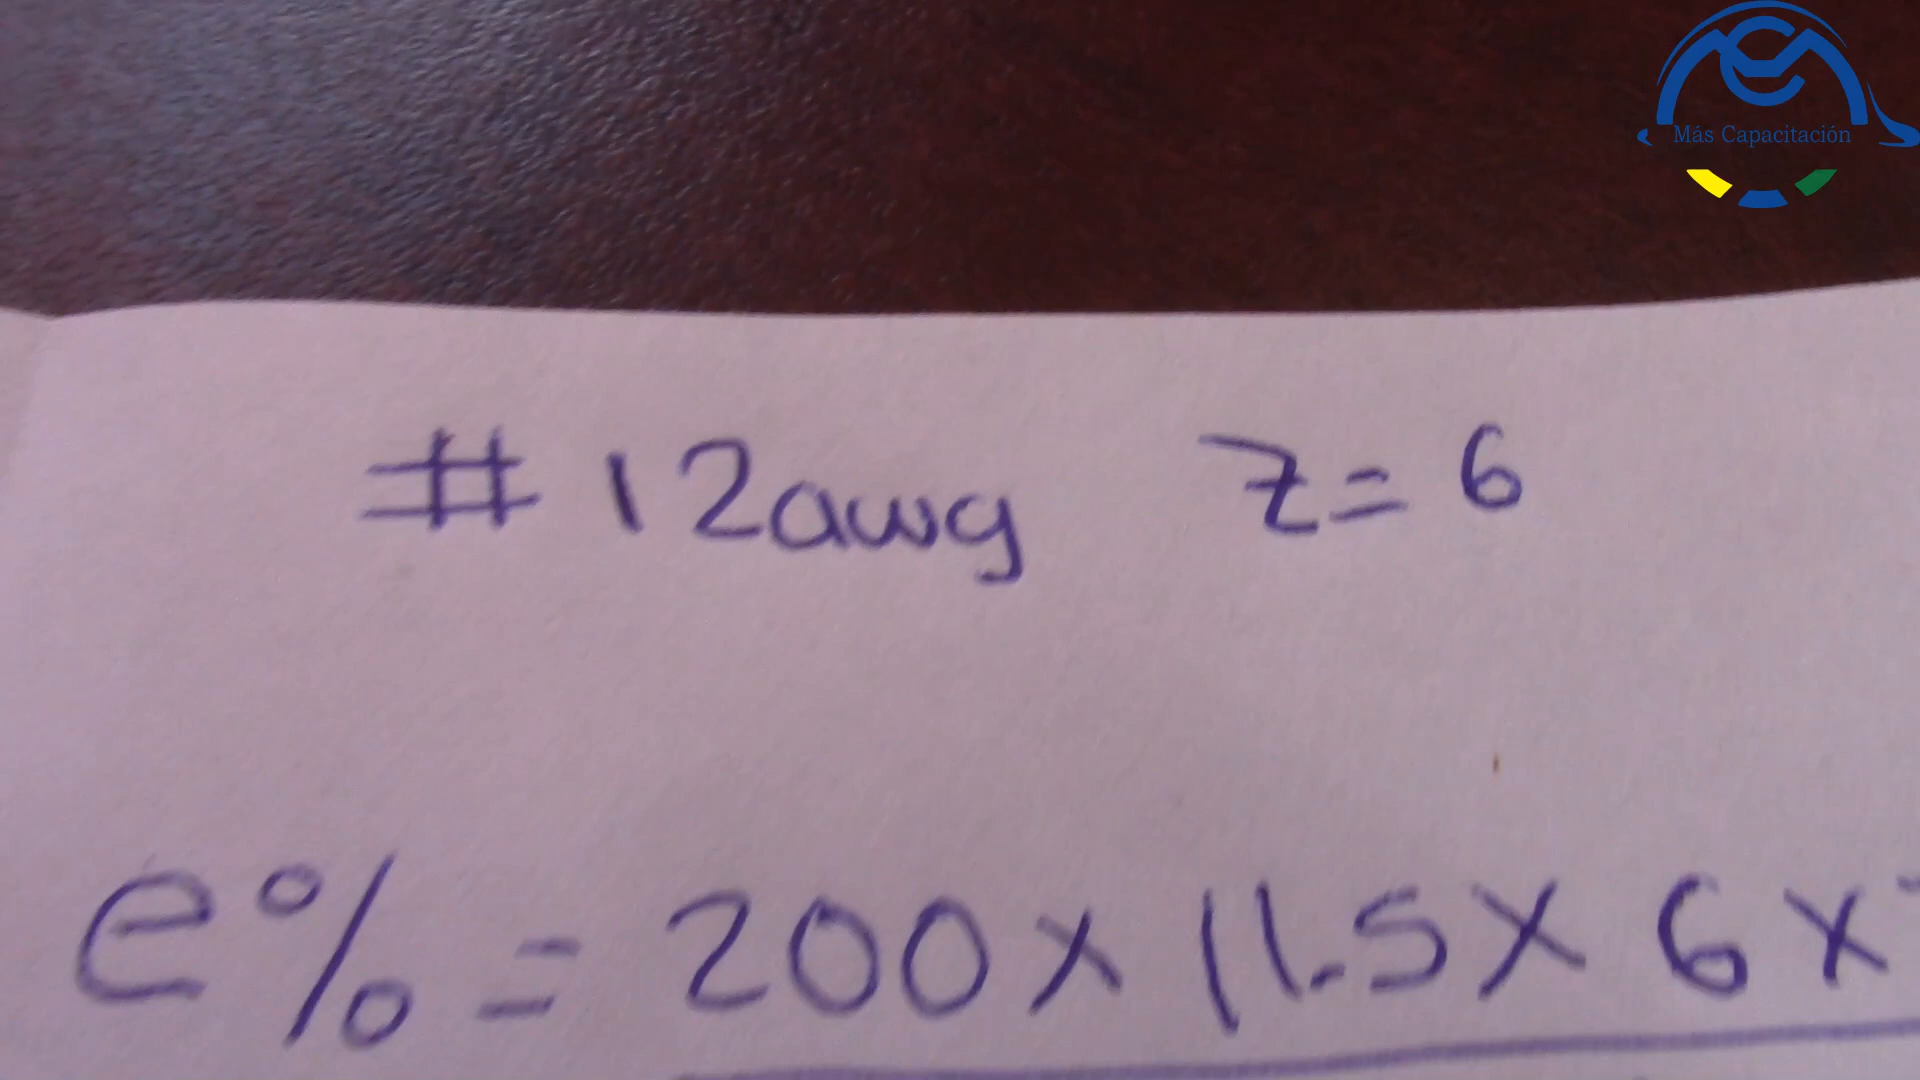 Más Capacitación
# 12awg z= 6
e% = 200 x 11.5 x 6 x